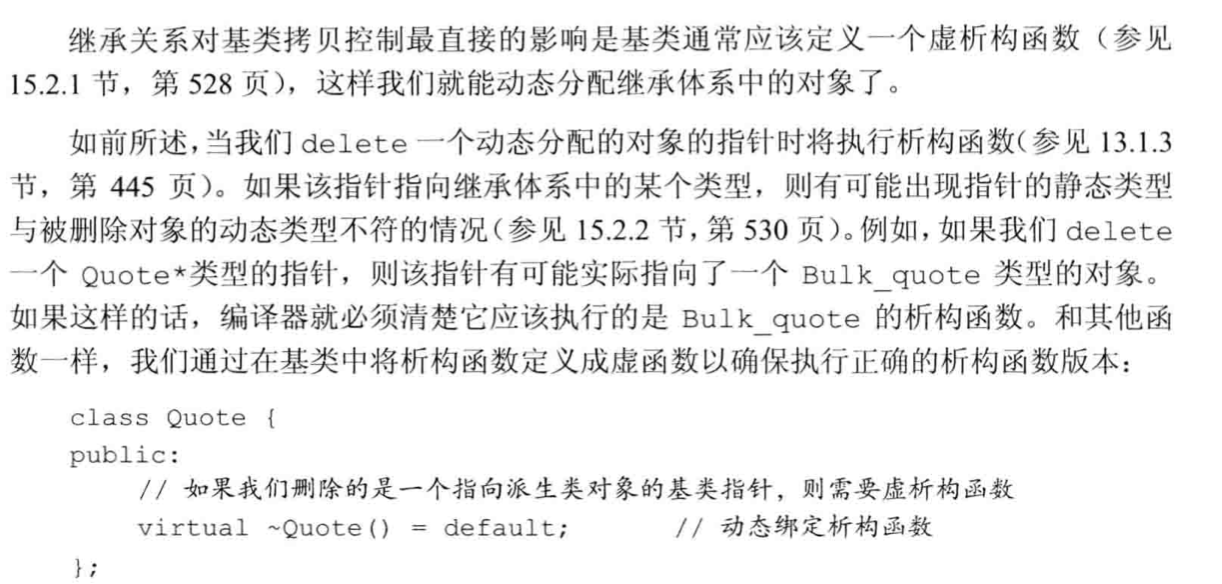 继承关系对基类拷贝控制最直接的影响是基类通常应该定义一个虚析构函数（参见
15.2.1 节，第 528 页），这样我们就能动态分配继承体系中的对象了。
如前所述，当我们 delete 一个动态分配的对象的指针时将执行析构函数（参见 13.1.3
节，第 445 页）。如果该指针指向继承体系中的某个类型，则有可能出现指针的静态类型
与被删除对象的动态类型不符的情况（参见 15.2.2 节，第 530 页）。例如，如果我们 delete
一个 Quote*类型的指针，则该指针有可能实际指向了一个 Bulk_quote 类型的对象。
如果这样的话，编译器就必须清楚它应该执行的是 Bulk_quote 的析构函数。和其他函
数一样，我们通过在基类中将析构函数定义成虚函数以确保执行正确的析构函数版本：
class Quote {
public:
// 如果我们删除的是一个指向派生类对象的基类指针，则需要虚析构函数
virtual ~Quote() = default; // 动态绑定析构函数
};